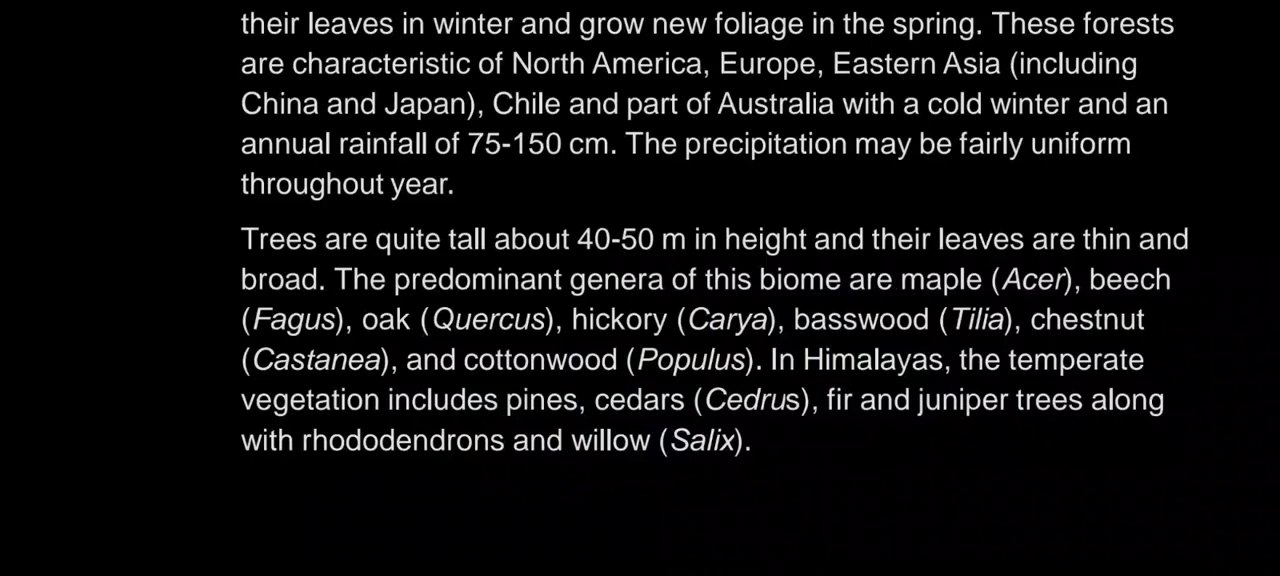 their leaves in winter and grow new foliage in the spring. These forests
are characteristic of North America, Europe, Eastern Asia (including
China and Japan), Chile and part of Australia with a cold winter and an
annual rainfall of 75-150 cm. The precipitation may be fairly uniform
throughout year.
Trees are quite tall about 40-50 m in height and their leaves are thin and
broad. The predominant genera of this biome are maple (Acer), beech
(Fagus), oak (Quercus), hickory (Carya), basswood (Tilia), chestnut
(Castanea), and cottonwood (Populus). In Himalayas, the temperate
vegetation includes pines, cedars (Cedrus), fir and juniper trees along
with rhododendrons and willow (Salix).